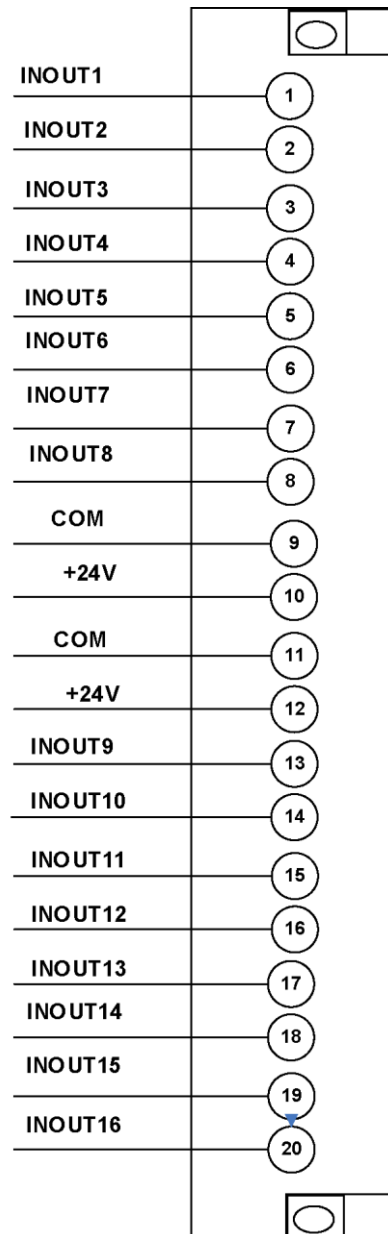 INOUT1
1
INOUT2
2
INOUT3
3
INOUT4
4
INOUT5
5
INOUT6
6
INOUT7
7
INOUT8
8
COM
9
+24V
10
COM
11
+24V
12
INOUT9
13
INOUT10
14
INOUT11
15
INOUT12
16
INOUT13
17
INOUT14
18
INOUT15
19
INOUT16
20